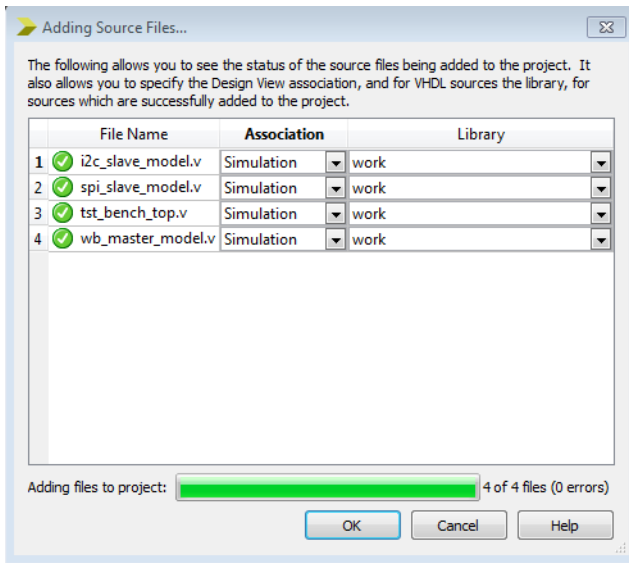 Adding Source Files...
The following allows you to see the status of the source files being added to the project. It
also allows you to specify the Design View association, and for VHDL sources the library, for
sources which are successfully added to the project.
File Name Association Library
1 i2c_slave_model.v Simulation work
2 spi_slave_model.v Simulation work
3 tst_bench_top.v Simulation work
4 wb_master_model.v Simulation work
Adding files to project: 4 of 4 files (0 errors)
OK Cancel Help